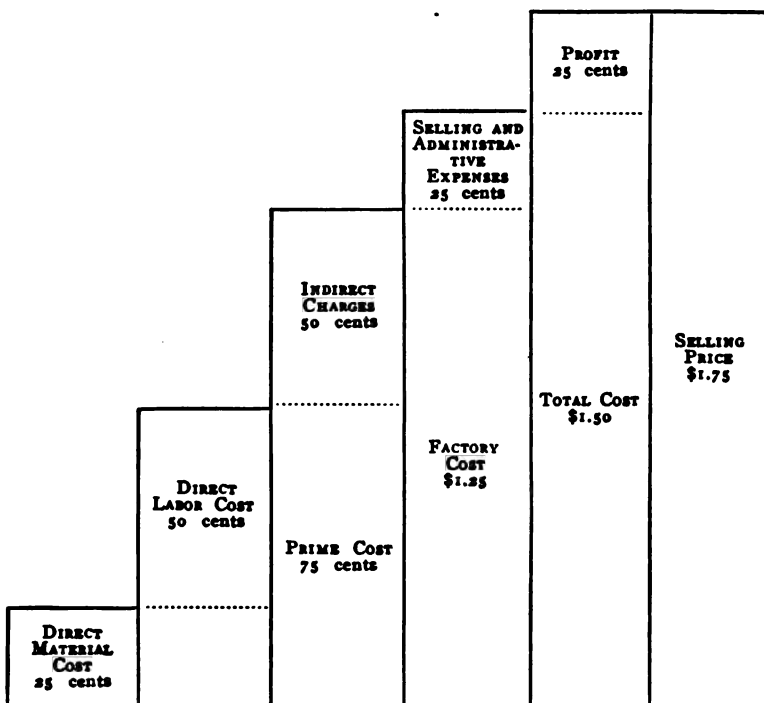 DIRECT
MATERIAL
COST
25 cents
DIRECT
LABOR COST
50 cents
INDIRECT
CHARGES
50 cents
PRIME COST
75 cents
SELLING AND
ADMINISTRA-
TIVE
EXPENSES
25 cents
FACTORY
COST
$1.25
PROFIT
25 cents
TOTAL COST
$1.50
SELLING
PRICE
$1.75